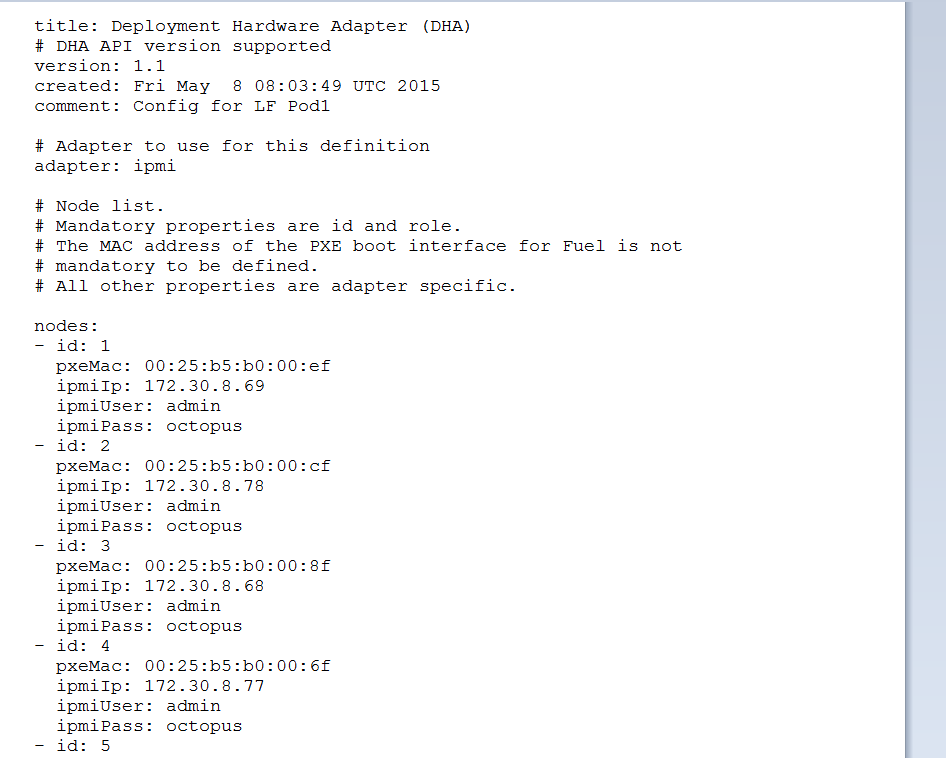 title: Deployment Hardware Adapter (DHA)
# DHA API version supported
version: 1.1
created: Fri May  8 08:03:49 UTC 2015
comment: Config for LF Pod1

# Adapter to use for this definition
adapter: ipmi

# Node list.
# Mandatory properties are id and role.
# The MAC address of the PXE boot interface for Fuel is not
# mandatory to be defined.
# All other properties are adapter specific.

nodes:
- id: 1
  pxeMac: 00:25:b5:b0:00:ef
  ipmiIp: 172.30.8.69
  ipmiUser: admin
  ipmiPass: octopus
- id: 2
  pxeMac: 00:25:b5:b0:00:cf
  ipmiIp: 172.30.8.78
  ipmiUser: admin
  ipmiPass: octopus
- id: 3
  pxeMac: 00:25:b5:b0:00:8f
  ipmiIp: 172.30.8.68
  ipmiUser: admin
  ipmiPass: octopus
- id: 4
  pxeMac: 00:25:b5:b0:00:6f
  ipmiIp: 172.30.8.77
  ipmiUser: admin
  ipmiPass: octopus
- id: 5